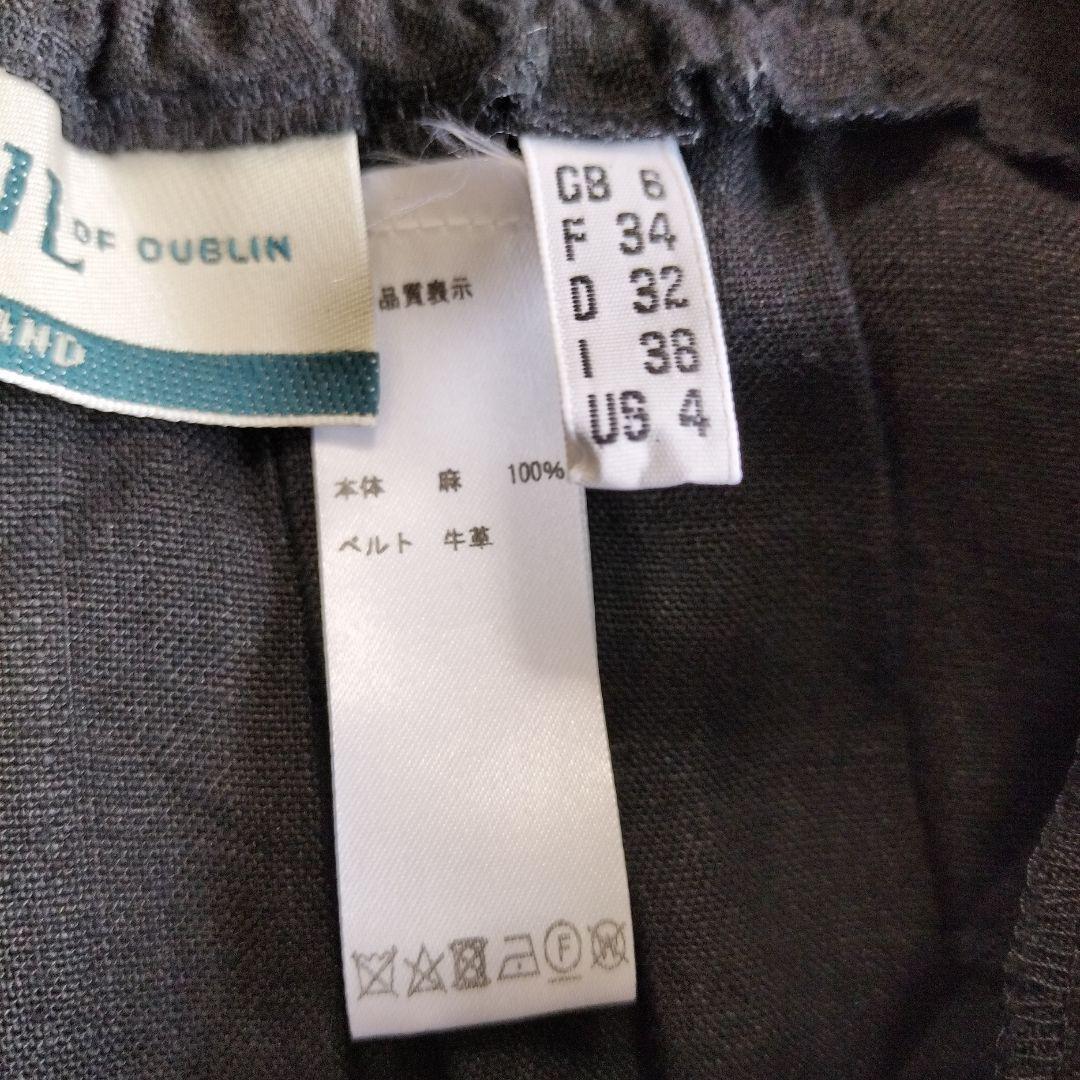 OF DUBLIN
AND
品質表示
本体 麻 100%
ベルト 牛革
GB 6
F 34
D 32
I 38
US 4
F
W